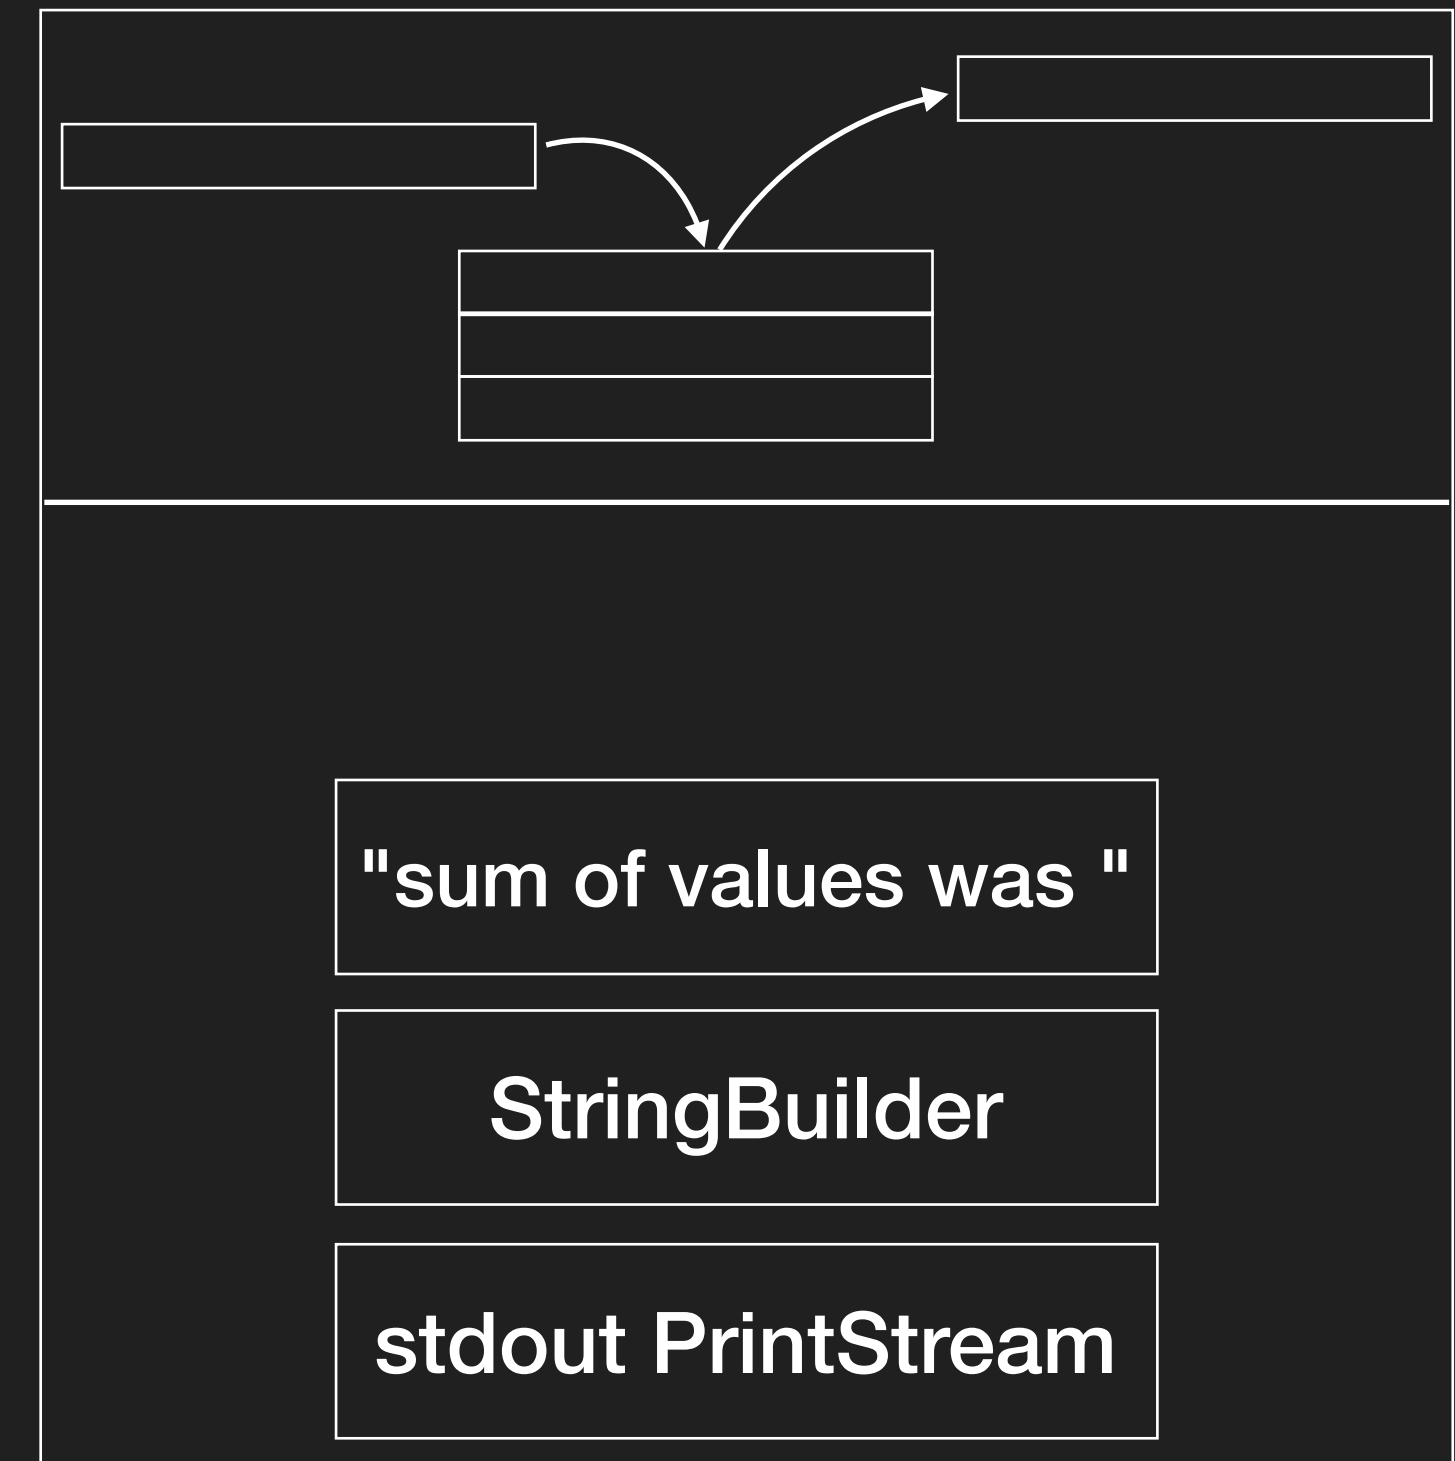 "sum of values was "
StringBuilder
stdout PrintStream